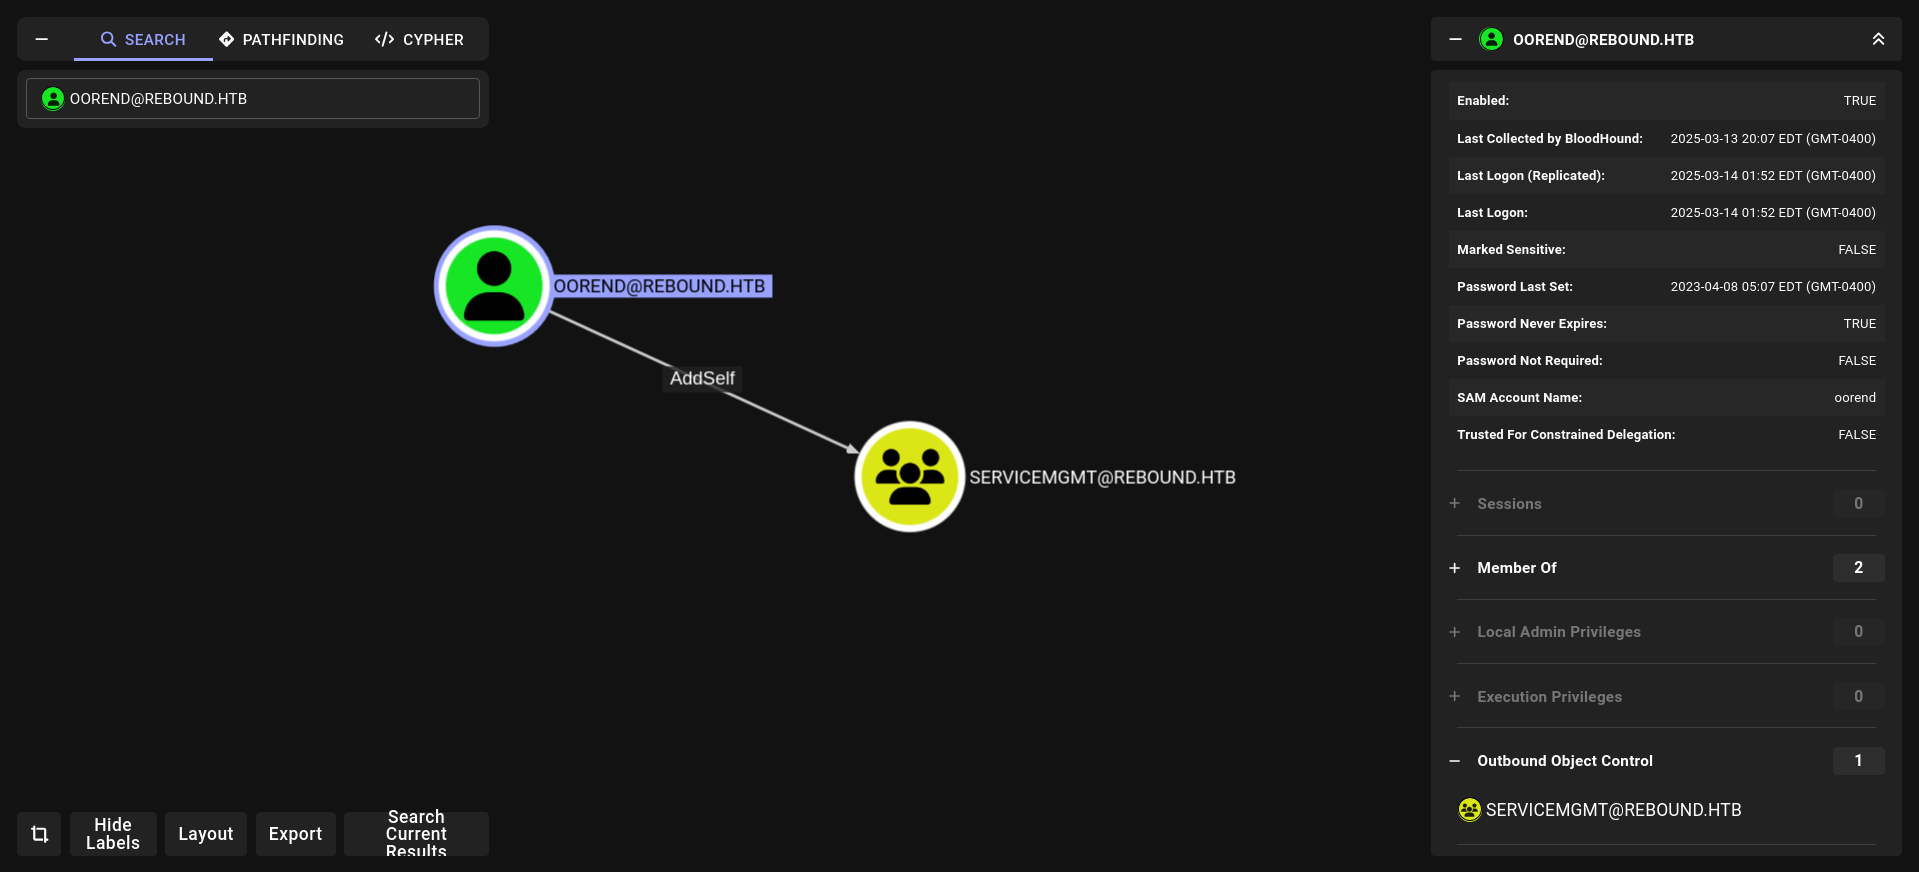 SEARCH
PATHFINDING
CYPHER
OOREND@REBOUND.HTB
OOREND@REBOUND.HTB
AddSelf
SERVICEMGMT@REBOUND.HTB
Hide Labels
Layout
Export
Search Current Results
OOREND@REBOUND.HTB
Enabled: TRUE
Last Collected by BloodHound: 2025-03-13 20:07 EDT (GMT-0400)
Last Logon (Replicated): 2025-03-14 01:52 EDT (GMT-0400)
Last Logon: 2025-03-14 01:52 EDT (GMT-0400)
Marked Sensitive: FALSE
Password Last Set: 2023-04-08 05:07 EDT (GMT-0400)
Password Never Expires: TRUE
Password Not Required: FALSE
SAM Account Name: oorend
Trusted For Constrained Delegation: FALSE
Sessions 0
Member Of 2
Local Admin Privileges 0
Execution Privileges 0
Outbound Object Control 1
SERVICEMGMT@REBOUND.HTB